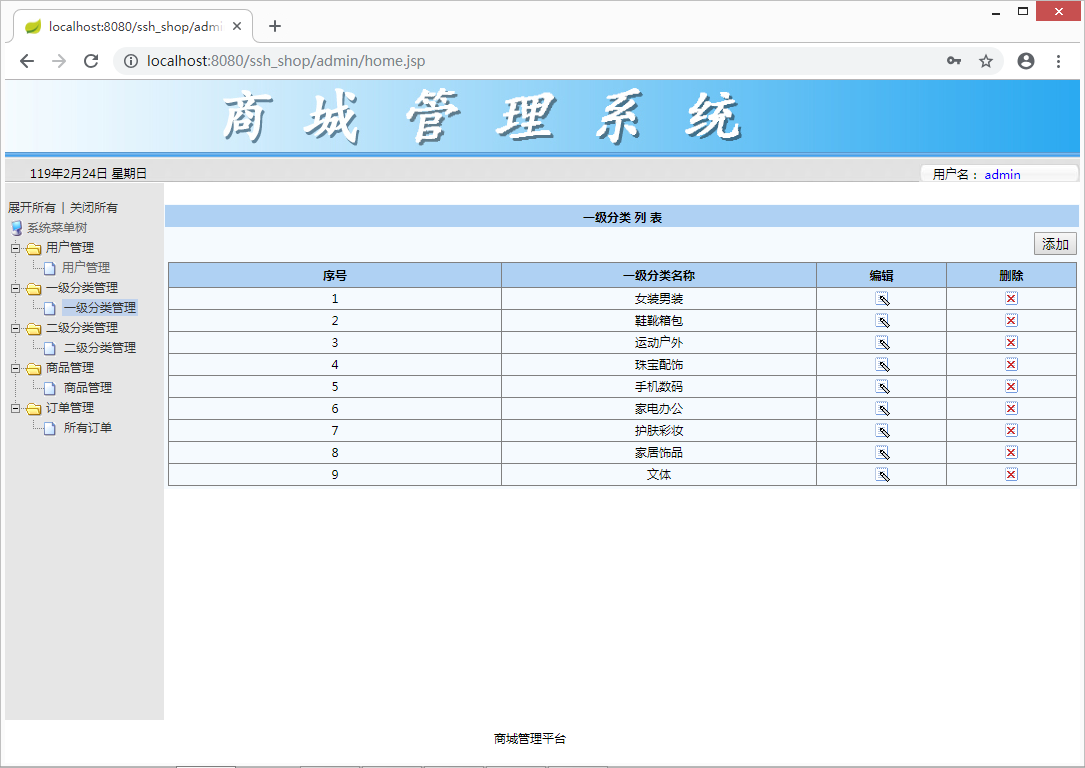 localhost:8080/ssh_shop/admi
localhost:8080/ssh_shop/admin/home.jsp
商城管理系统
119年2月24日 星期日
用户名： admin
展开所有 | 关闭所有
系统菜单树
用户管理
用户管理
一级分类管理
一级分类管理
二级分类管理
二级分类管理
商品管理
商品管理
订单管理
所有订单
一级分类 列 表
添加
序号 一级分类名称 编辑 删除
1 女装男装
2 鞋靴箱包
3 运动户外
4 珠宝配饰
5 手机数码
6 家电办公
7 护肤彩妆
8 家居饰品
9 文体
商城管理平台